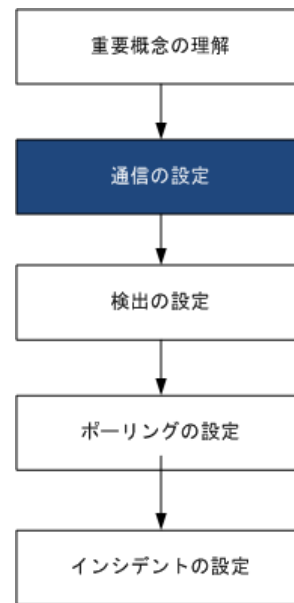 重要概念の理解
通信の設定
検出の設定
ポーリングの設定
インシデントの設定